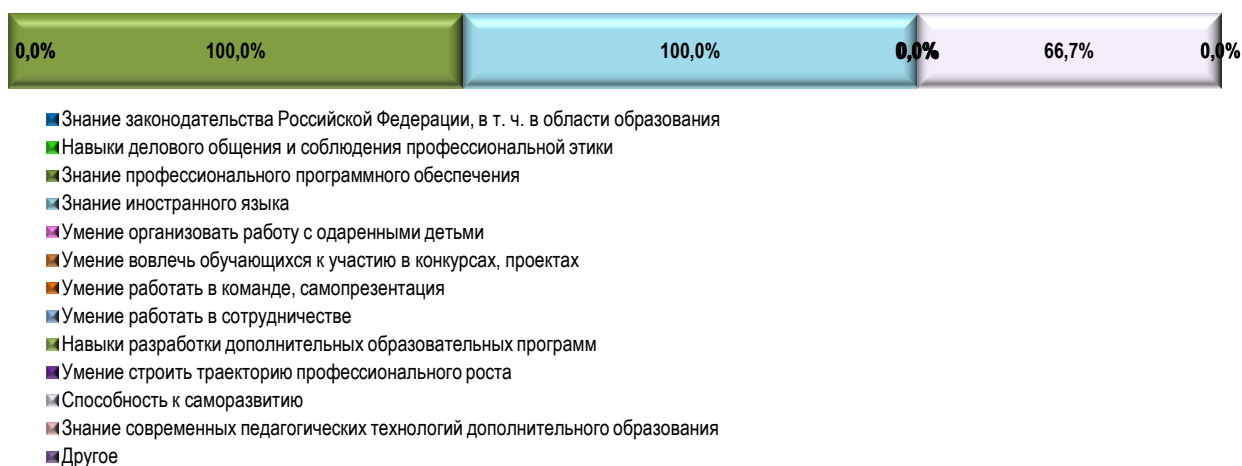 0,0% 100,0% 100,0% 0,0% 66,7% 0,0%
Знание законодательства Российской Федерации, в т. ч. в области образования
Навыки делового общения и соблюдения профессиональной этики
Знание профессионального программного обеспечения
Знание иностранного языка
Умение организовать работу с одаренными детьми
Умение вовлечь обучающихся к участию в конкурсах, проектах
Умение работать в команде, самопрезентация
Умение работать в сотрудничестве
Навыки разработки дополнительных образовательных программ
Умение строить траекторию профессионального роста
Способность к саморазвитию
Знание современных педагогических технологий дополнительного образования
Другое